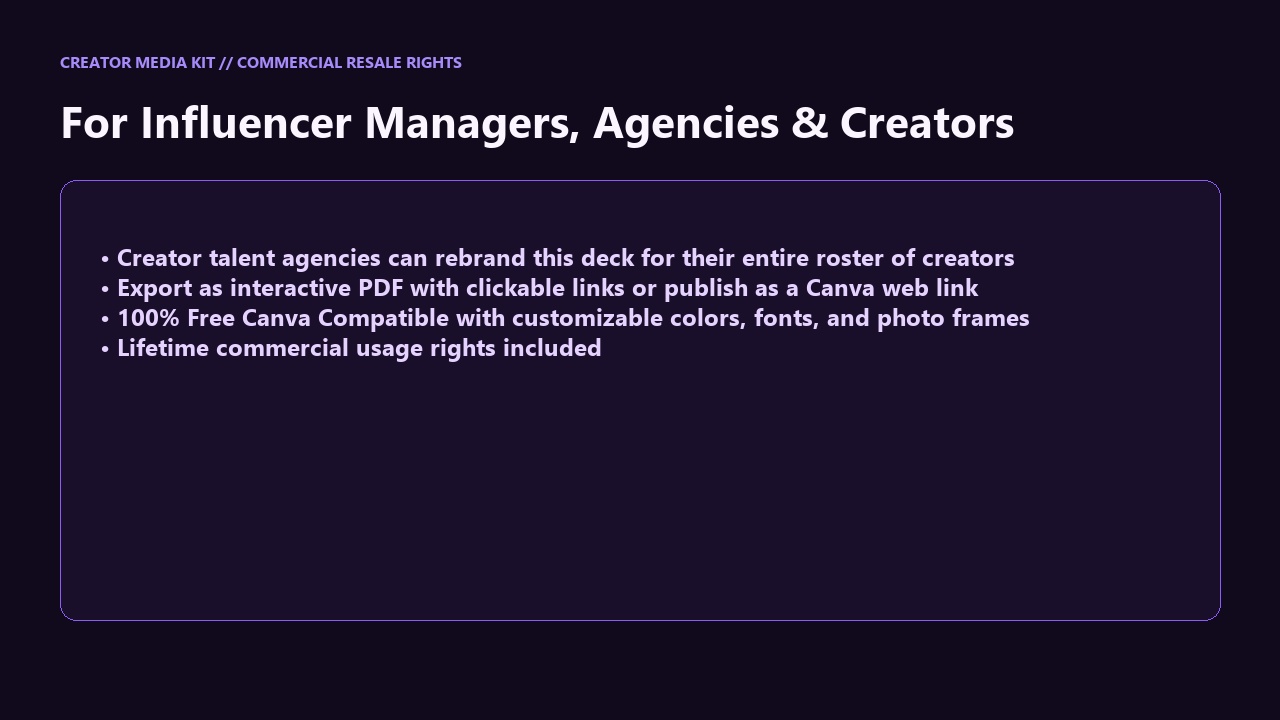 CREATOR MEDIA KIT // COMMERCIAL RESALE RIGHTS
For Influencer Managers, Agencies & Creators
• Creator talent agencies can rebrand this deck for their entire roster of creators
• Export as interactive PDF with clickable links or publish as a Canva web link
• 100% Free Canva Compatible with customizable colors, fonts, and photo frames
• Lifetime commercial usage rights included